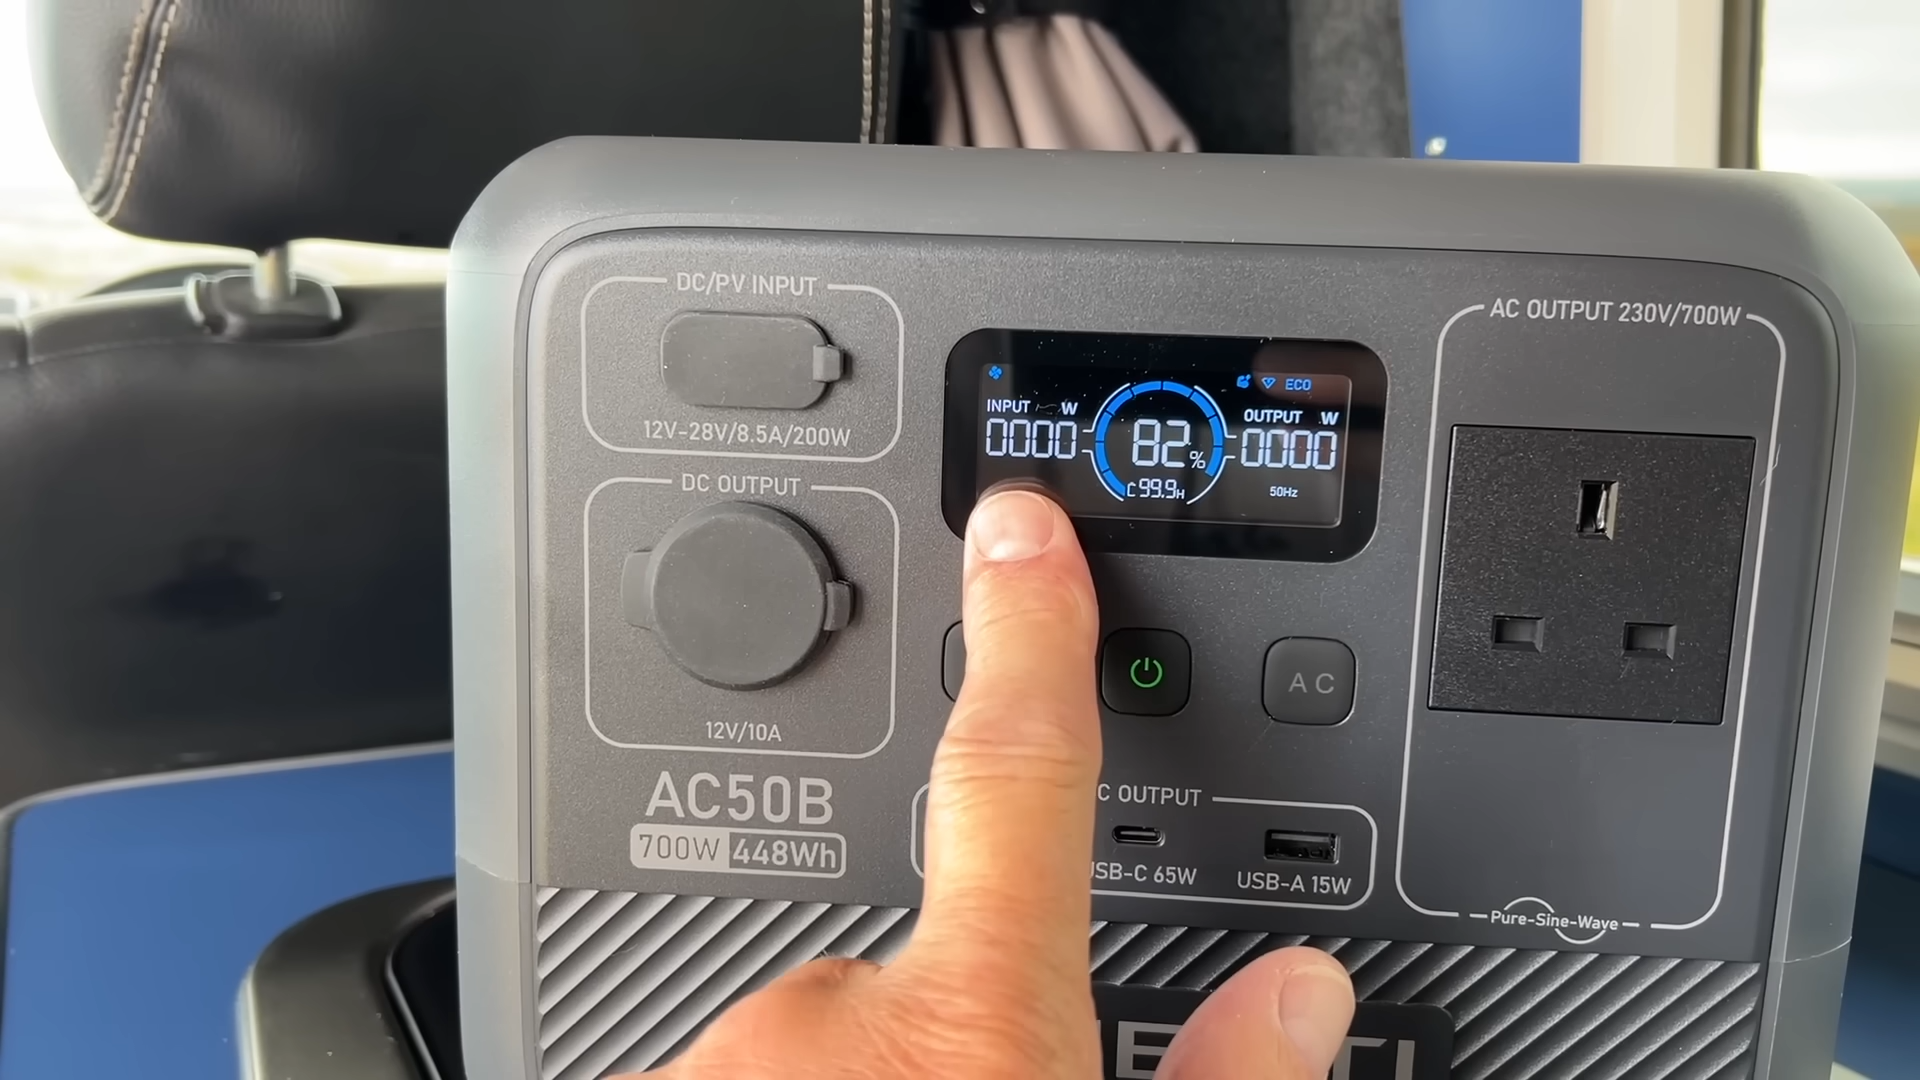 DC/PV INPUT
12V-28V/8.5A/200W
DC OUTPUT
12V/10A
AC50B
700W 448Wh
ECO
INPUT W
0000
82%
99.9H
OUTPUT W
0000
50Hz
AC
C OUTPUT
SB-C 65W
USB-A 15W
AC OUTPUT 230V/700W
Pure-Sine-Wave